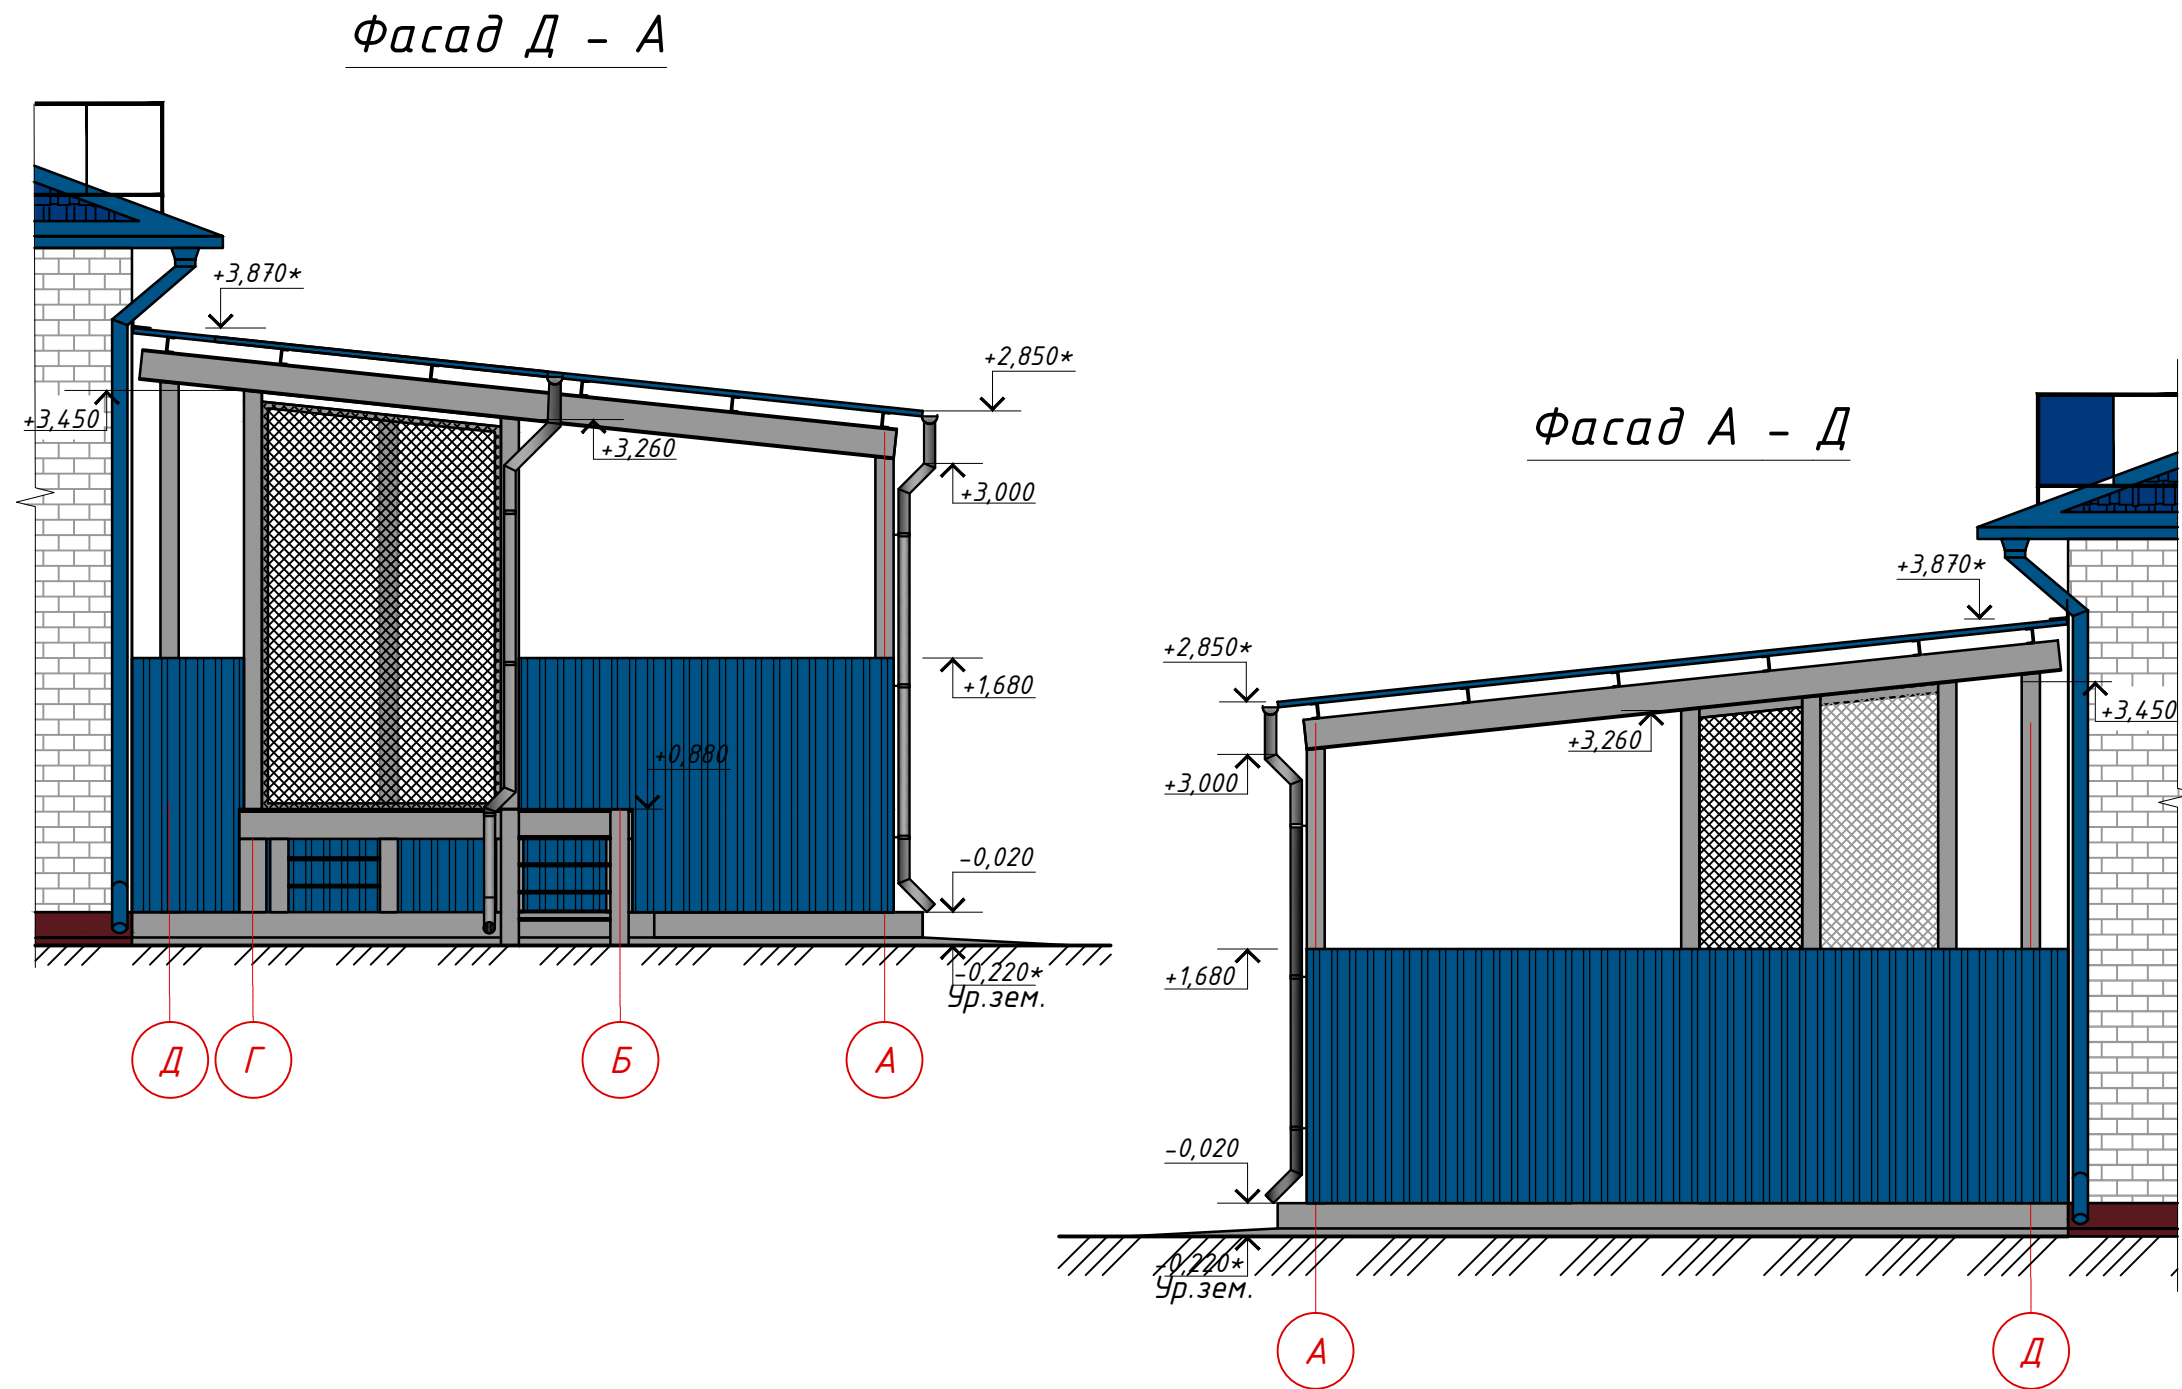 Фасад Д - А
+3,870*
+2,850*
+3,450
+3,260
+3,000
+1,680
+0,880
-0,020
-0,220*
Ур.зем.
Д
Г
Б
А
Фасад А - Д
+3,870*
+2,850*
+3,450
+3,260
+3,000
+1,680
-0,020
-0,220*
Ур.зем.
А
Д